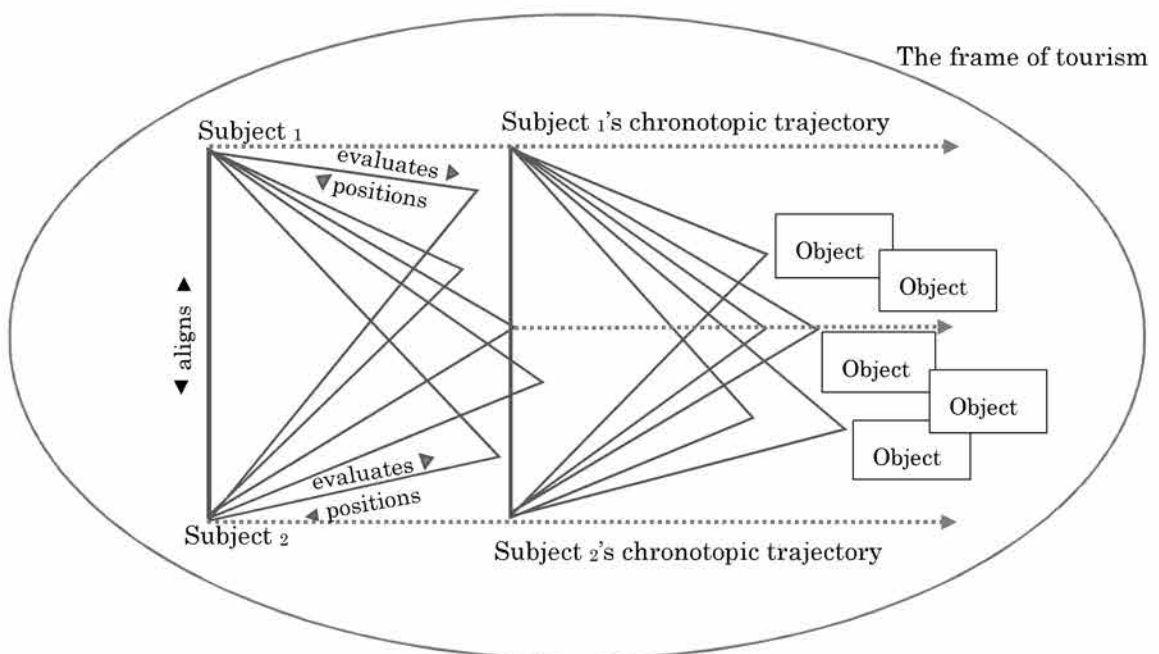 The frame of tourism
Subject 1
Subject 1's chronotopic trajectory
evaluates
positions
Object
Object
aligns
Object
Object
Object
evaluates
positions
Subject 2
Subject 2's chronotopic trajectory